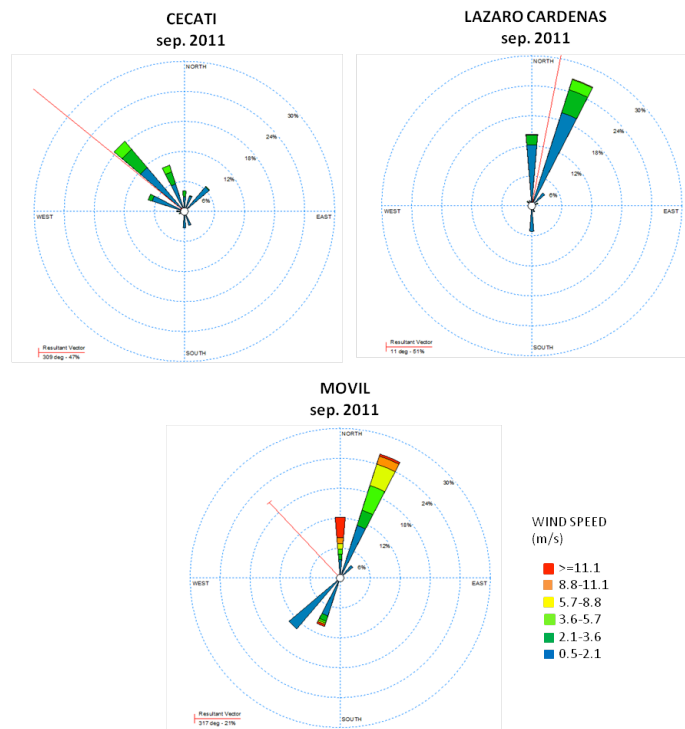 CECATI
sep. 2011
LAZARO CARDENAS
sep. 2011
NORTH
30%
24%
18%
12%
6%
WEST
EAST
SOUTH
Resultant Vector
309 deg - 47%
NORTH
30%
24%
18%
12%
6%
WEST
EAST
SOUTH
Resultant Vector
11 deg - 51%
MOVIL
sep. 2011
NORTH
30%
24%
18%
12%
6%
WEST
EAST
SOUTH
Resultant Vector
317 deg - 21%
WIND SPEED
(m/s)
>=11.1
8.8-11.1
5.7-8.8
3.6-5.7
2.1-3.6
0.5-2.1